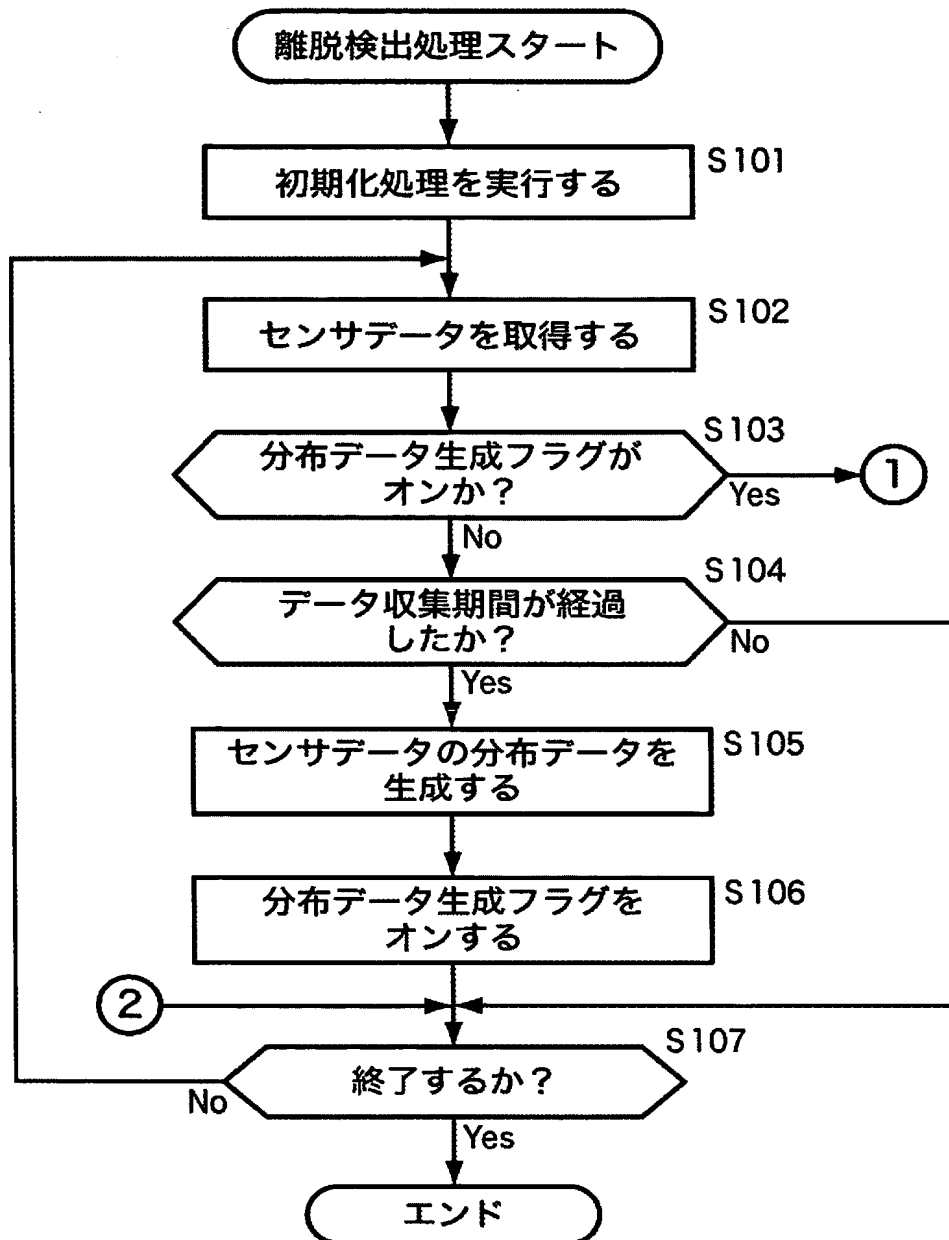 離脱検出処理スタート
S101
初期化処理を実行する
S102
センサデータを取得する
S103
分布データ生成フラグが
オンか？
Yes
1
No
S104
データ収集期間が経過
したか？
No
Yes
S105
センサデータの分布データを
生成する
S106
分布データ生成フラグを
オンする
2
S107
終了するか？
No
Yes
エンド